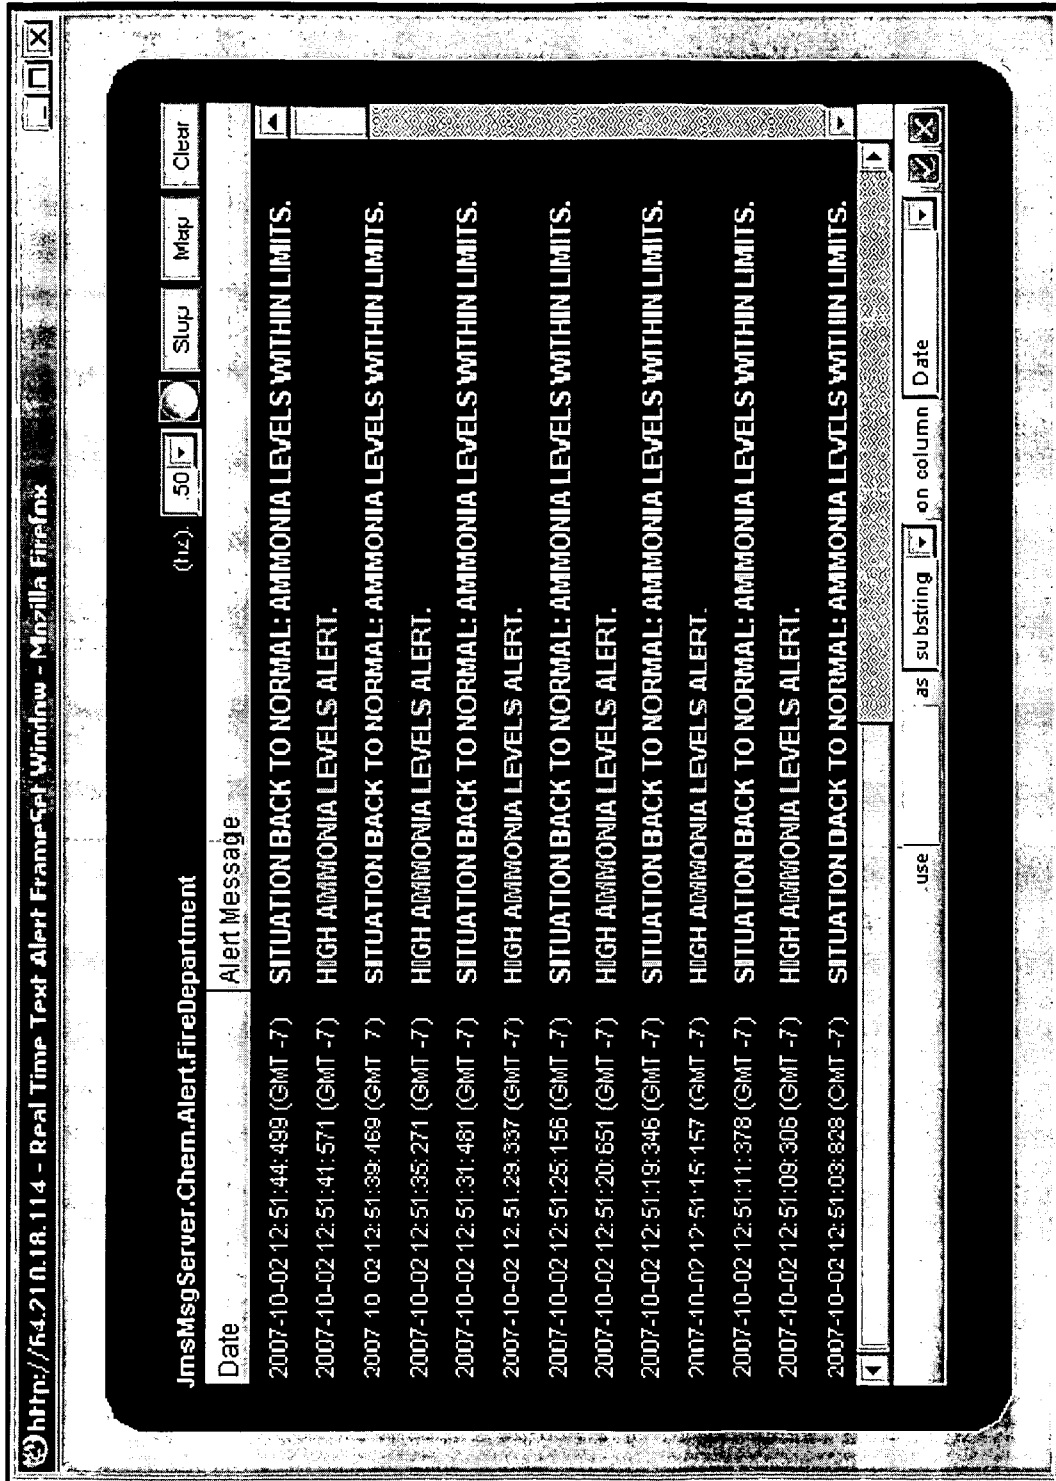 http://64.210.18.114 - Real Time Text Alert FrameSet Window - Mozilla Firefox
JmsMsgServer.Chem.Alert.FireDepartment (hz). .50 Stop Map Clear
Date Alert Message
2007-10-02 12:51:44:499 (GMT -7) SITUATION BACK TO NORMAL: AMMONIA LEVELS WITHIN LIMITS.
2007-10-02 12:51:41:571 (GMT -7) HIGH AMMONIA LEVELS ALERT.
2007-10-02 12:51:39:469 (GMT -7) SITUATION BACK TO NORMAL: AMMONIA LEVELS WITHIN LIMITS.
2007-10-02 12:51:35:271 (GMT -7) HIGH AMMONIA LEVELS ALERT.
2007-10-02 12:51:31:481 (GMT -7) SITUATION BACK TO NORMAL: AMMONIA LEVELS WITHIN LIMITS.
2007-10-02 12:51:29:337 (GMT -7) HIGH AMMONIA LEVELS ALERT.
2007-10-02 12:51:25:156 (GMT -7) SITUATION BACK TO NORMAL: AMMONIA LEVELS WITHIN LIMITS.
2007-10-02 12:51:20:651 (GMT -7) HIGH AMMONIA LEVELS ALERT.
2007-10-02 12:51:19:346 (GMT -7) SITUATION BACK TO NORMAL: AMMONIA LEVELS WITHIN LIMITS.
2007-10-02 12:51:15:157 (GMT -7) HIGH AMMONIA LEVELS ALERT.
2007-10-02 12:51:11:378 (GMT -7) SITUATION BACK TO NORMAL: AMMONIA LEVELS WITHIN LIMITS.
2007-10-02 12:51:09:306 (GMT -7) HIGH AMMONIA LEVELS ALERT.
2007-10-02 12:51:03:828 (GMT -7) SITUATION BACK TO NORMAL: AMMONIA LEVELS WITHIN LIMITS.
use as substring on column Date